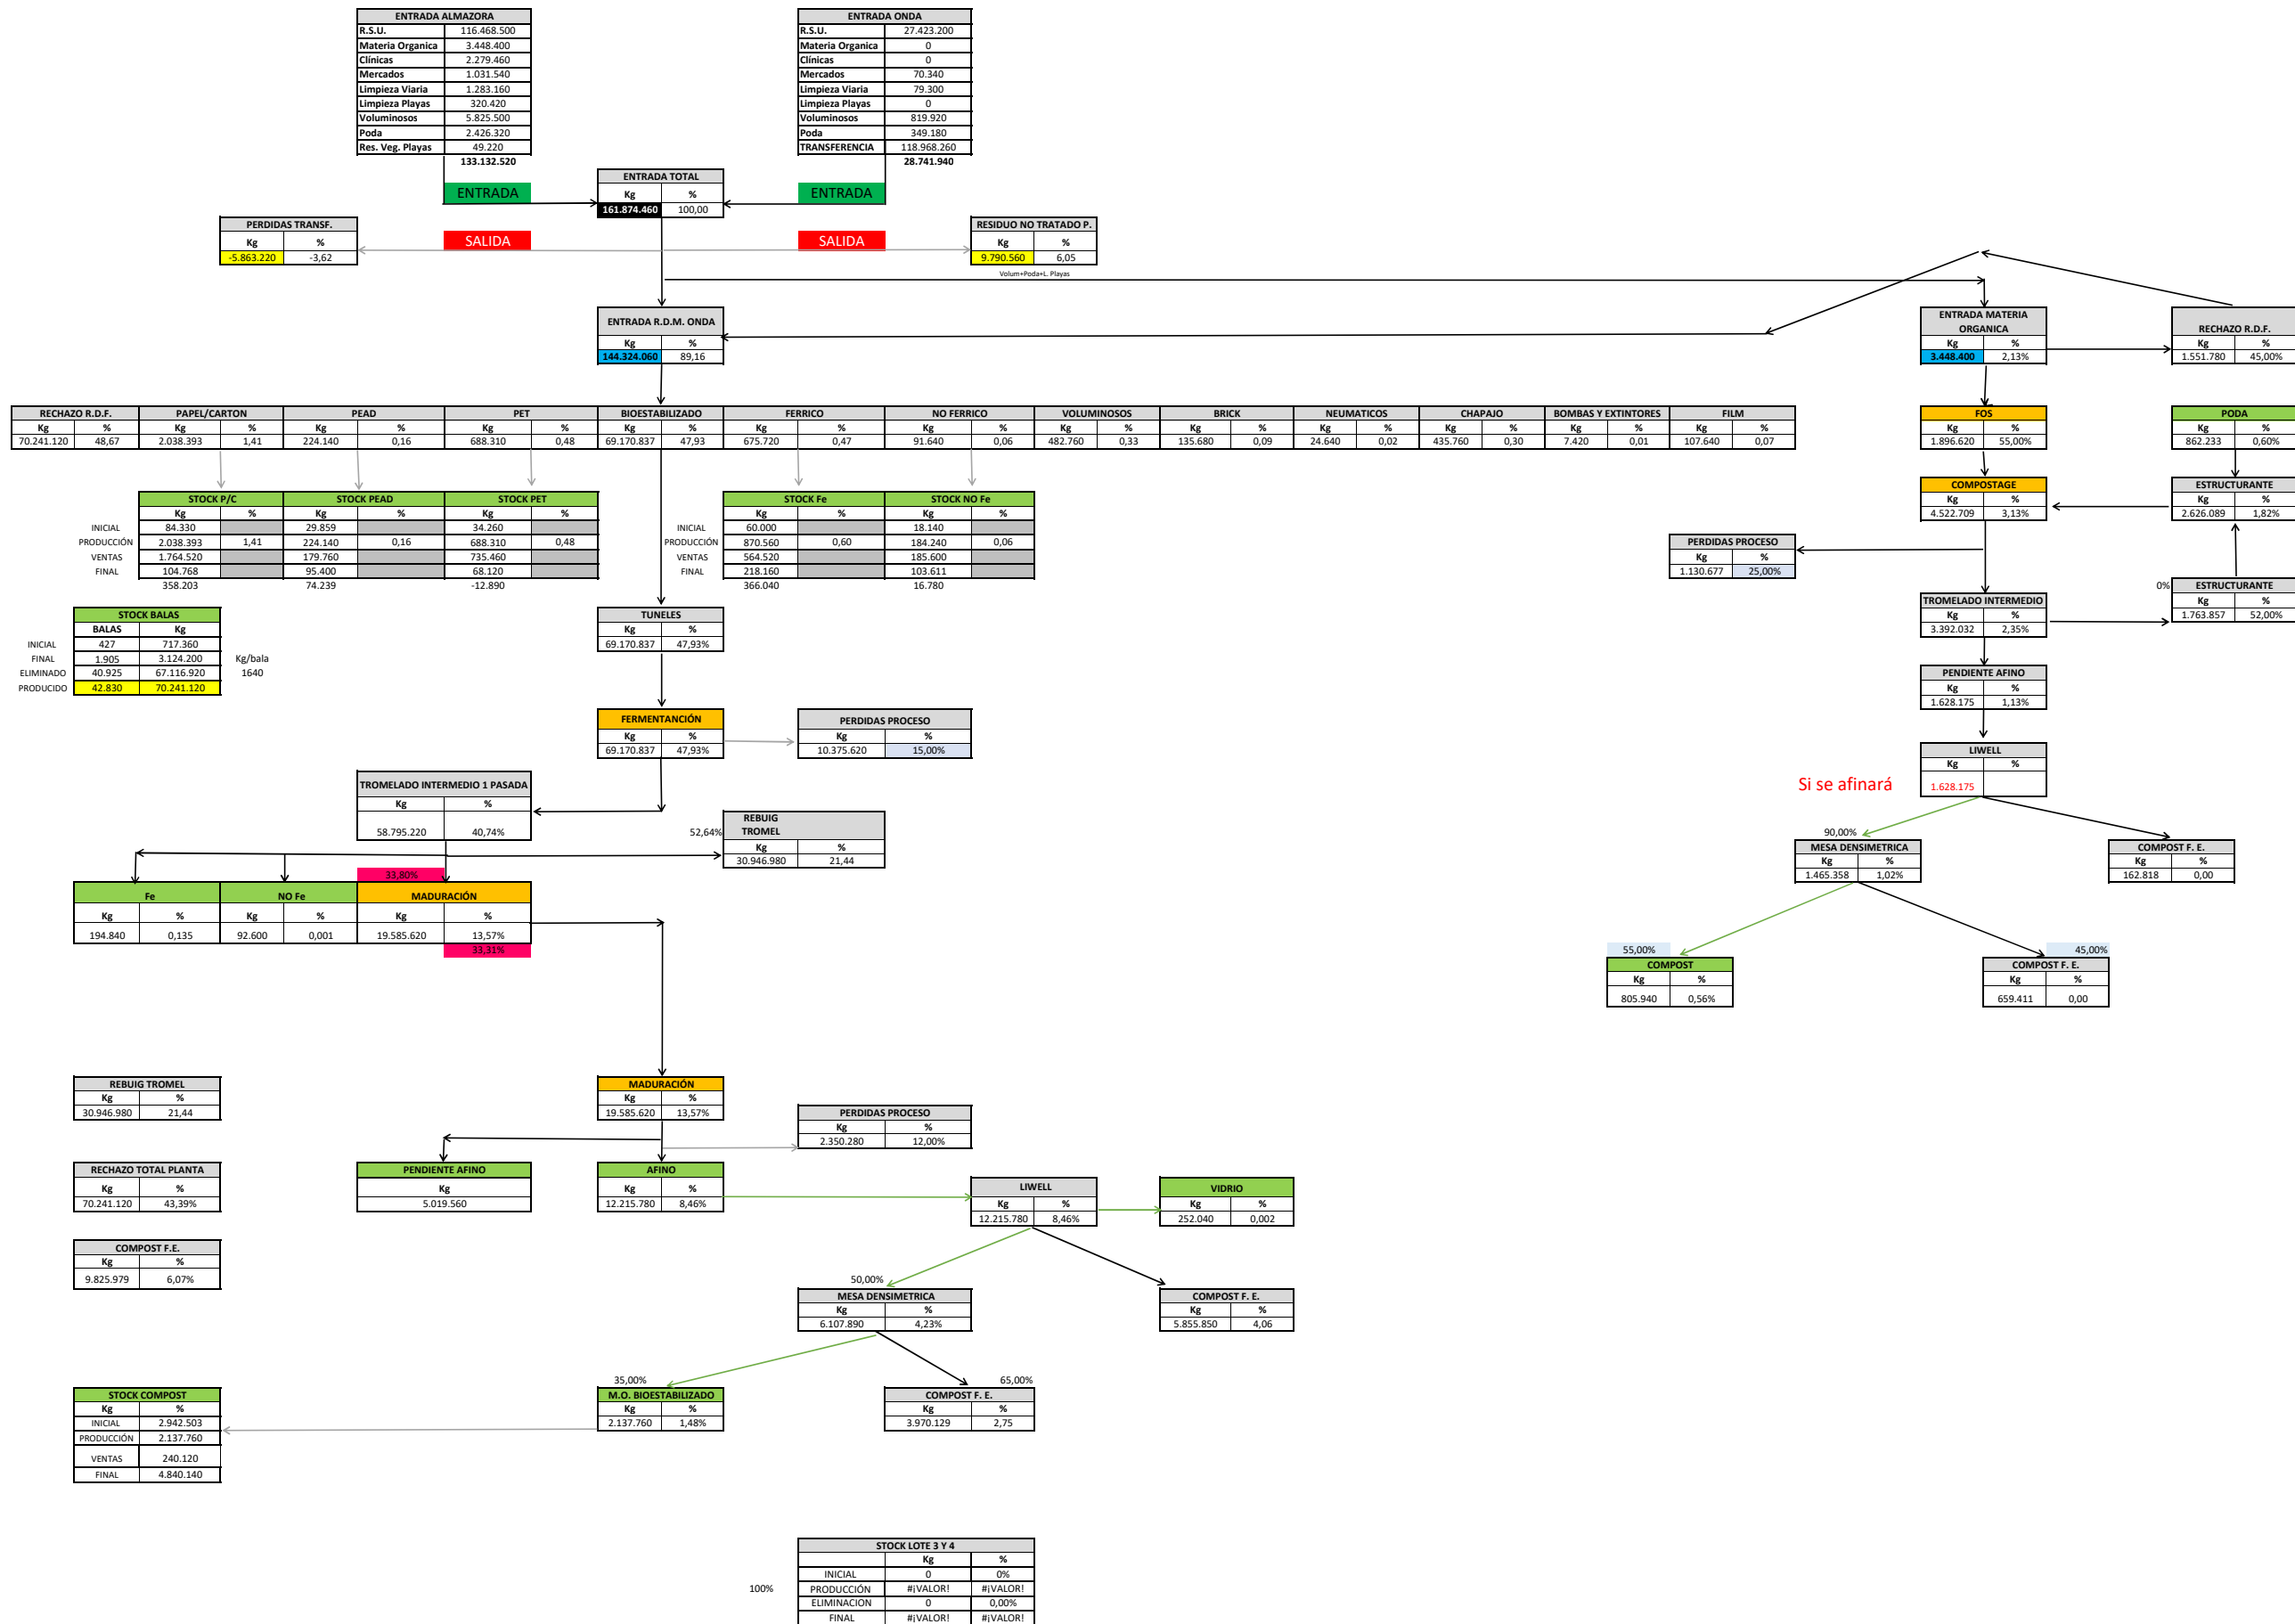 ENTRADA ALMAZORA
R.S.U. 116.468.500
Materia Organica 3.448.400
Clínicas 2.279.460
Mercados 1.031.540
Limpieza Viaria 1.283.160
Limpieza Playas 320.420
Voluminosos 5.825.500
Poda 2.426.320
Res. Veg. Playas 49.220
133.132.520
ENTRADA ONDA
R.S.U. 27.423.200
Materia Organica 0
Clínicas 0
Mercados 70.340
Limpieza Viaria 79.300
Limpieza Playas 0
Voluminosos 819.920
Poda 349.180
TRANSFERENCIA 118.968.260
28.741.940
ENTRADA
ENTRADA TOTAL
Kg %
161.874.460 100,00
ENTRADA
PERDIDAS TRANSF.
Kg %
-5.863.220 -3,62
SALIDA
SALIDA
RESIDUO NO TRATADO P.
Kg %
9.790.560 6,05
Volum+Poda+L. Playas
ENTRADA R.D.M. ONDA
Kg %
144.324.060 89,16
ENTRADA MATERIA
ORGANICA
Kg %
3.448.400 2,13%
RECHAZO R.D.F.
Kg %
1.551.780 45,00%
RECHAZO R.D.F. PAPEL/CARTON PEAD PET BIOESTABILIZADO FERRICO NO FERRICO VOLUMINOSOS BRICK NEUMATICOS CHAPAJO BOMBAS Y EXTINTORES FILM
Kg % Kg % Kg % Kg % Kg % Kg % Kg % Kg % Kg % Kg % Kg % Kg % Kg %
70.241.120 48,67 2.038.393 1,41 224.140 0,16 688.310 0,48 69.170.837 47,93 675.720 0,47 91.640 0,06 482.760 0,33 135.680 0,09 24.640 0,02 435.760 0,30 7.420 0,01 107.640 0,07
FOS
Kg %
1.896.620 55,00%
PODA
Kg %
862.233 0,60%
STOCK P/C STOCK PEAD STOCK PET
Kg % Kg % Kg %
INICIAL 84.330 29.859 34.260
PRODUCCIÓN 2.038.393 1,41 224.140 0,16 688.310 0,48
VENTAS 1.764.520 179.760 735.460
FINAL 104.768 95.400 68.120
358.203 74.239 -12.890
STOCK Fe STOCK NO Fe
Kg % Kg %
INICIAL 60.000 18.140
PRODUCCIÓN 870.560 0,60 184.240 0,06
VENTAS 564.520 185.600
FINAL 218.160 103.611
366.040 16.780
COMPOSTAGE
Kg %
4.522.709 3,13%
ESTRUCTURANTE
Kg %
2.626.089 1,82%
PERDIDAS PROCESO
Kg %
1.130.677 25,00%
0% ESTRUCTURANTE
Kg %
1.763.857 52,00%
TROMELADO INTERMEDIO
Kg %
3.392.032 2,35%
STOCK BALAS
BALAS Kg
INICIAL 427 717.360
FINAL 1.905 3.124.200 Kg/bala
ELIMINADO 40.925 67.116.920 1640
PRODUCIDO 42.830 70.241.120
TUNELES
Kg %
69.170.837 47,93%
PENDIENTE AFINO
Kg %
1.628.175 1,13%
FERMENTANCIÓN
Kg %
69.170.837 47,93%
PERDIDAS PROCESO
Kg %
10.375.620 15,00%
LIWELL
Kg %
Si se afinará 1.628.175
TROMELADO INTERMEDIO 1 PASADA
Kg %
58.795.220 40,74%
52,64% REBUIG
TROMEL
Kg %
30.946.980 21,44
90,00%
MESA DENSIMETRICA
Kg %
1.465.358 1,02%
COMPOST F. E.
Kg %
162.818 0,00
33,80%
Fe NO Fe MADURACIÓN
Kg % Kg % Kg %
194.840 0,135 92.600 0,001 19.585.620 13,57%
33,31%
55,00%
COMPOST
Kg %
805.940 0,56%
45,00%
COMPOST F. E.
Kg %
659.411 0,00
REBUIG TROMEL
Kg %
30.946.980 21,44
MADURACIÓN
Kg %
19.585.620 13,57%
PERDIDAS PROCESO
Kg %
2.350.280 12,00%
RECHAZO TOTAL PLANTA
Kg %
70.241.120 43,39%
PENDIENTE AFINO
Kg
5.019.560
AFINO
Kg %
12.215.780 8,46%
LIWELL
Kg %
12.215.780 8,46%
VIDRIO
Kg %
252.040 0,002
COMPOST F.E.
Kg %
9.825.979 6,07%
50,00%
MESA DENSIMETRICA
Kg %
6.107.890 4,23%
COMPOST F. E.
Kg %
5.855.850 4,06
35,00%
M.O. BIOESTABILIZADO
Kg %
2.137.760 1,48%
65,00%
COMPOST F. E.
Kg %
3.970.129 2,75
STOCK COMPOST
Kg %
INICIAL 2.942.503
PRODUCCIÓN 2.137.760
VENTAS 240.120
FINAL 4.840.140
STOCK LOTE 3 Y 4
Kg %
INICIAL 0 0%
100% PRODUCCIÓN #¡VALOR! #¡VALOR!
ELIMINACION 0 0,00%
FINAL #¡VALOR! #¡VALOR!